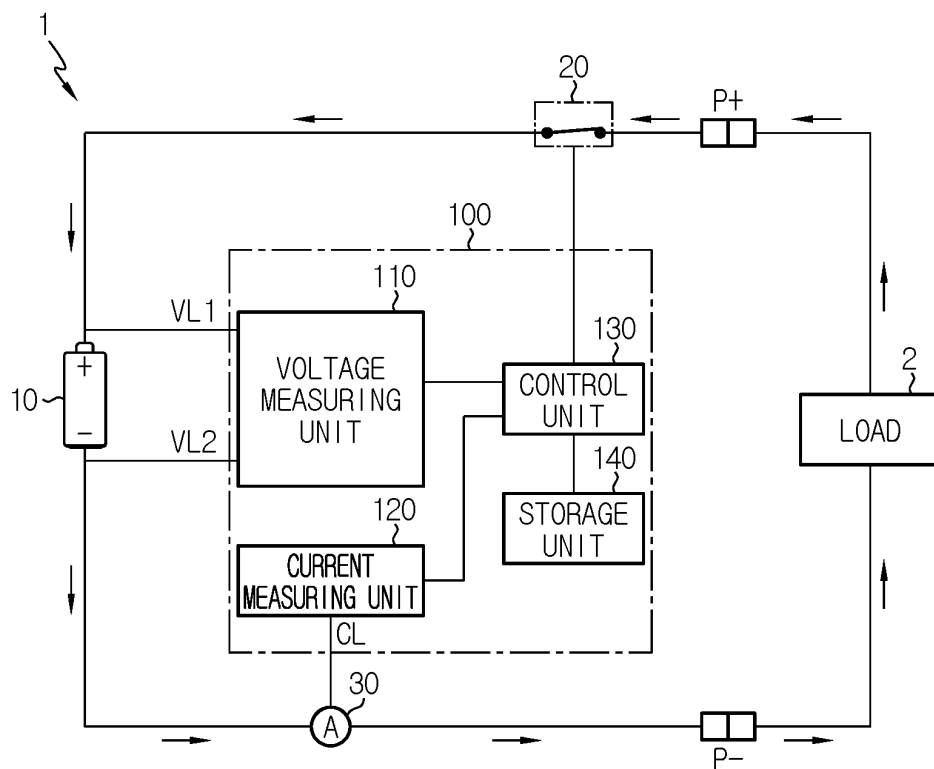 1
20
P+
100
110
VL1
VOLTAGE
MEASURING
UNIT
130
CONTROL
UNIT
2
LOAD
+
10
-
VL2
140
STORAGE
UNIT
120
CURRENT
MEASURING UNIT
CL
30
A
P-